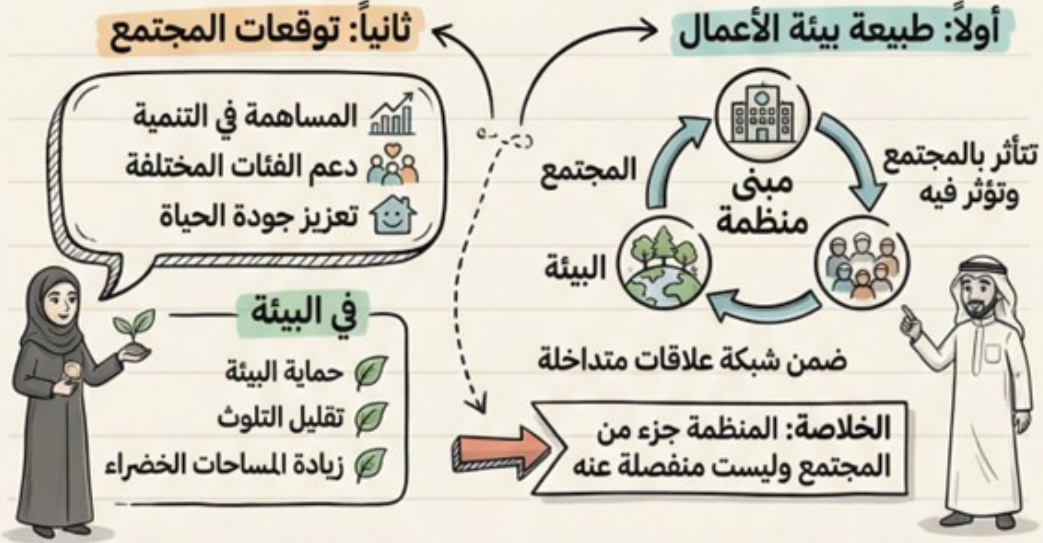 أولاً: طبيعة بيئة الأعمال
مبنى
منظمة
تتأثر بالمجتمع
وتؤثر فيه
المجتمع
البيئة
ضمن شبكة علاقات متداخلة
الخلاصة: المنظمة جزء من
المجتمع وليست منفصلة عنه
ثانياً: توقعات المجتمع
المساهمة في التنمية
دعم الفئات المختلفة
تعزيز جودة الحياة
في البيئة
حماية البيئة
تقليل التلوث
زيادة المساحات الخضراء